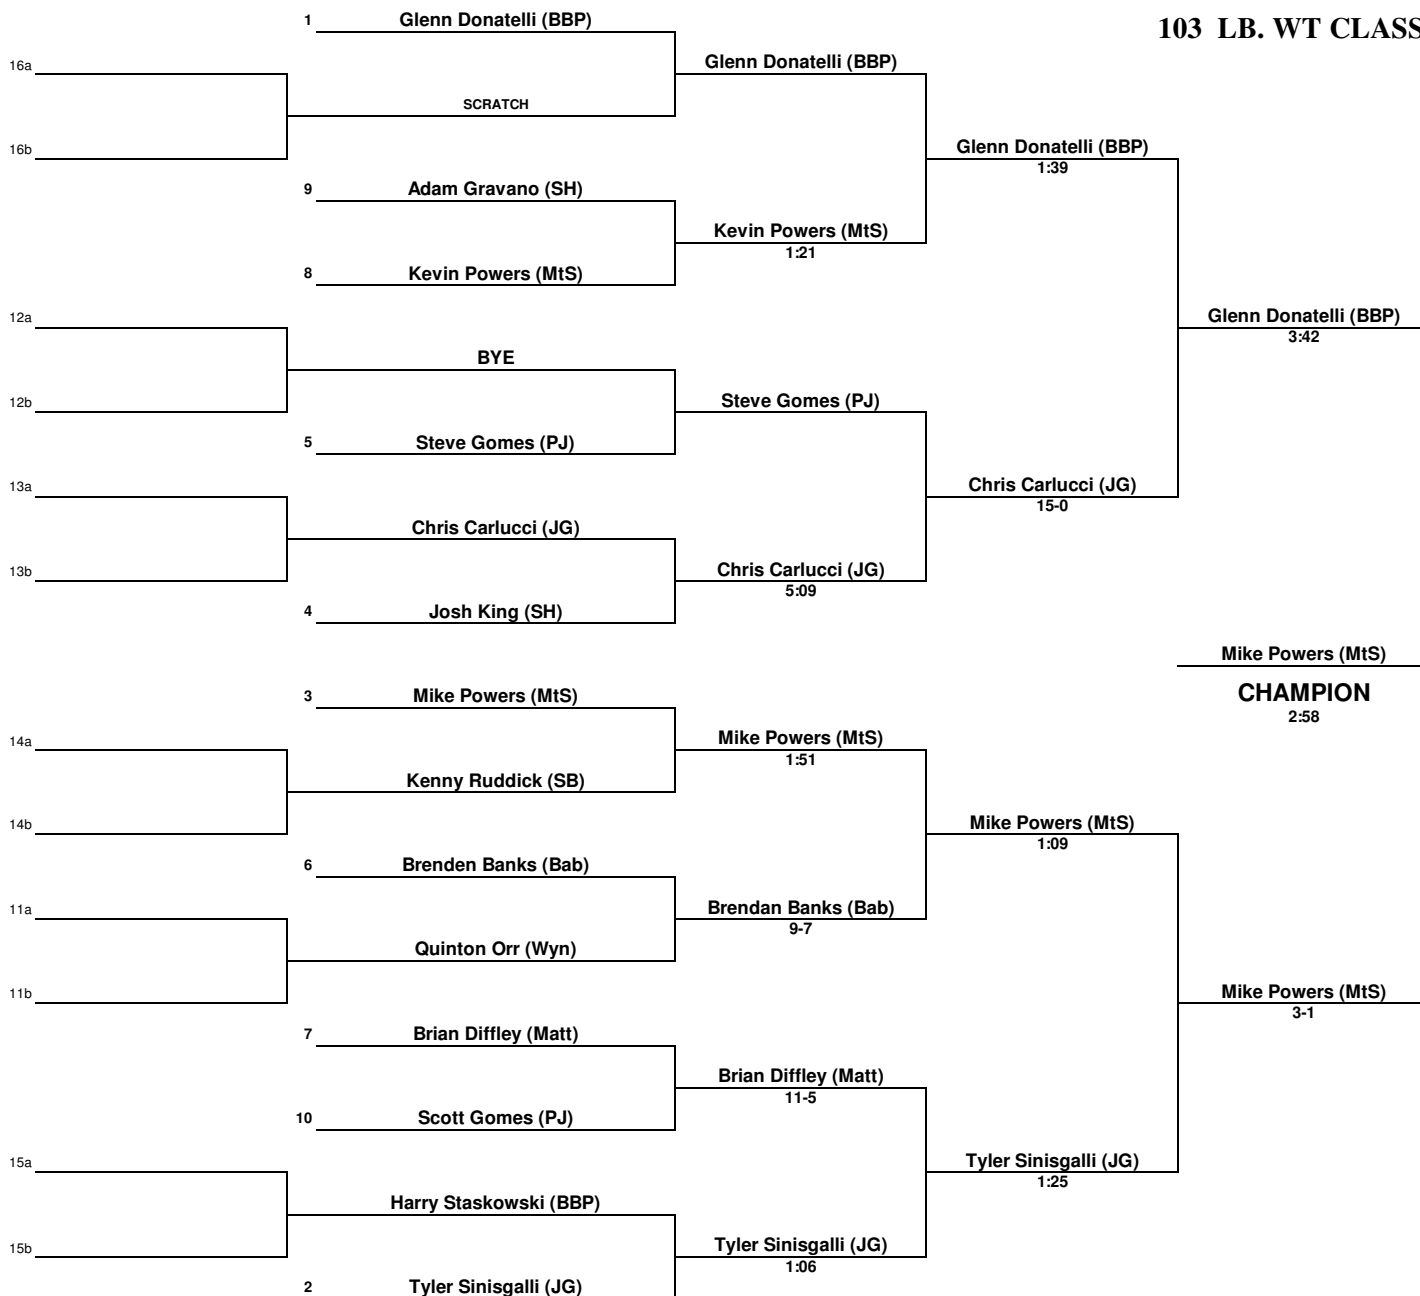 103 LB. WT CLASS
1 Glenn Donatelli (BBP)
16a
Glenn Donatelli (BBP)
SCRATCH
16b
Glenn Donatelli (BBP)
1:39
9 Adam Gravano (SH)
Kevin Powers (MtS)
1:21
8 Kevin Powers (MtS)
12a
Glenn Donatelli (BBP)
3:42
BYE
12b
Steve Gomes (PJ)
5 Steve Gomes (PJ)
13a
Chris Carlucci (JG)
15-0
Chris Carlucci (JG)
13b
Chris Carlucci (JG)
5:09
4 Josh King (SH)
Mike Powers (MtS)
CHAMPION
2:58
3 Mike Powers (MtS)
14a
Mike Powers (MtS)
1:51
Kenny Ruddick (SB)
14b
Mike Powers (MtS)
1:09
6 Brenden Banks (Bab)
11a
Brendan Banks (Bab)
9-7
Quinton Orr (Wyn)
11b
Mike Powers (MtS)
3-1
7 Brian Diffley (Matt)
Brian Diffley (Matt)
11-5
10 Scott Gomes (PJ)
15a
Tyler Sinisgalli (JG)
1:25
Harry Staskowski (BBP)
15b
Tyler Sinisgalli (JG)
1:06
2 Tyler Sinisgalli (JG)